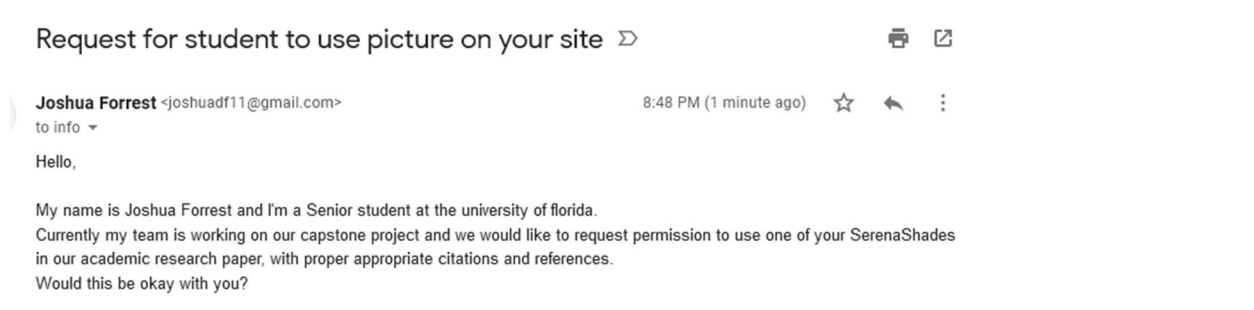 Request for student to use picture on your site
Joshua Forrest <joshuadf11@gmail.com>
8:48 PM (1 minute ago)
to info
Hello,
My name is Joshua Forrest and I'm a Senior student at the university of florida.
Currently my team is working on our capstone project and we would like to request permission to use one of your SerenaShades
in our academic research paper, with proper appropriate citations and references.
Would this be okay with you?